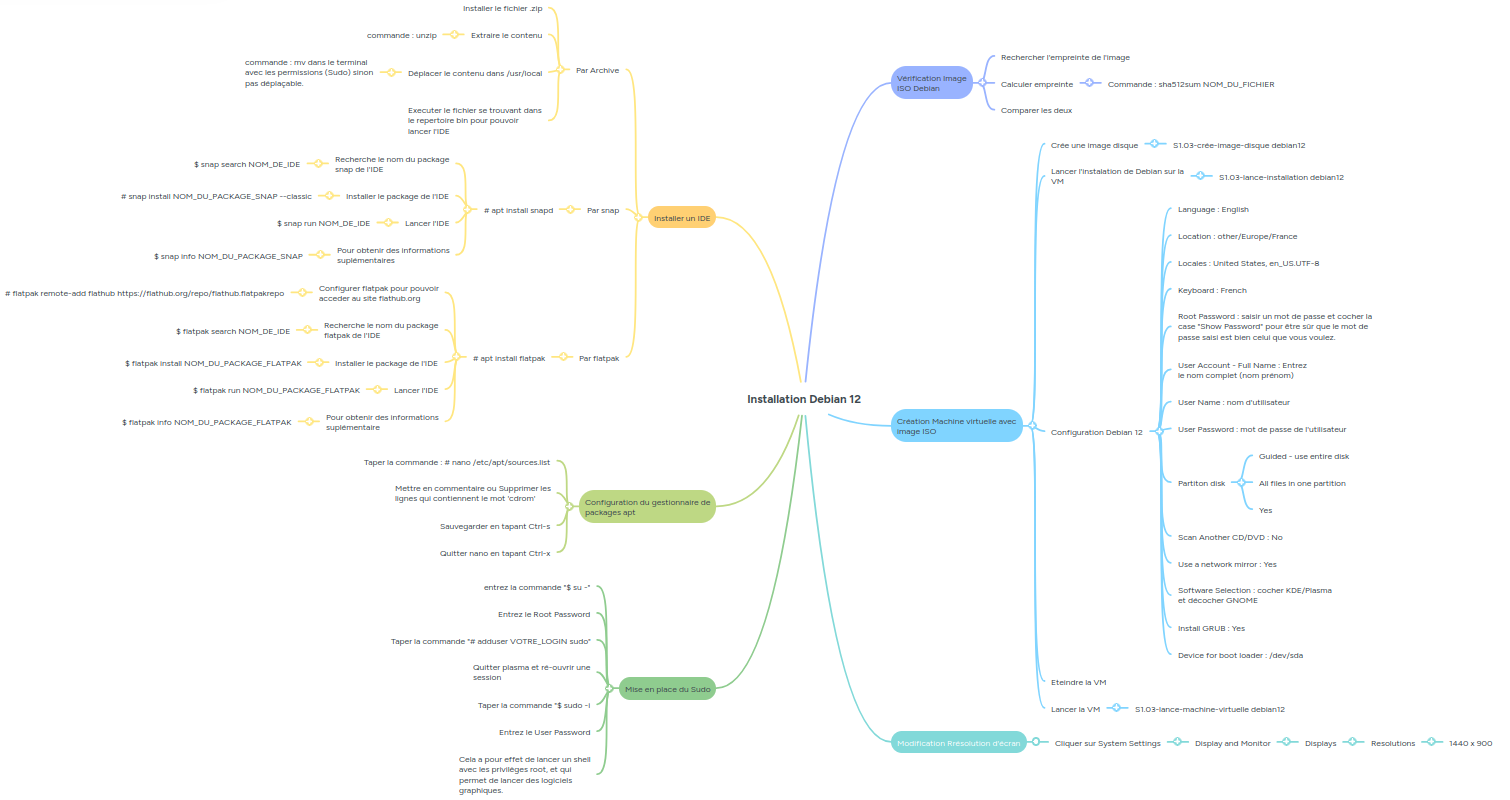 Installation Debian 12
Vérification image
ISO Debian
Rechercher l'empreinte de l'image
Calculer empreinte
Commande : sha512sum NOM_DU_FICHIER
Comparer les deux
Création Machine virtuelle avec
image ISO
Crée une image disque
S1.03-crée-image-disque debian12
Lancer l'instalation de Debian sur la
VM
S1.03-lance-installation debian12
Configuration Debian 12
Language : English
Location : other/Europe/France
Locales : United States, en_US.UTF-8
Keyboard : French
Root Password : saisir un mot de passe et cocher la
case "Show Password" pour être sûr que le mot de
passe saisi est bien celui que vous voulez.
User Account - Full Name : Entrez
le nom complet (nom prénom)
User Name : nom d'utilisateur
User Password : mot de passe de l'utilisateur
Partiton disk
Guided - use entire disk
All files in one partition
Yes
Scan Another CD/DVD : No
Use a network mirror : Yes
Software Selection : cocher KDE/Plasma
et décocher GNOME
Install GRUB : Yes
Device for boot loader : /dev/sda
Eteindre la VM
Lancer la VM
S1.03-lance-machine-virtuelle debian12
Modification Rrésolution d'écran
Cliquer sur System Settings
Display and Monitor
Displays
Resolutions
1440 x 900
Installer un IDE
Par Archive
Installer le fichier .zip
Extraire le contenu
commande : unzip
Déplacer le contenu dans /usr/local
commande : mv dans le terminal
avec les permissions (Sudo) sinon
pas déplaçable.
Executer le fichier se trouvant dans
le repertoire bin pour pouvoir
lancer l'IDE
Par snap
# apt install snapd
Recherche le nom du package
snap de l'IDE
$ snap search NOM_DE_IDE
Installer le package de l'IDE
# snap install NOM_DU_PACKAGE_SNAP --classic
Lancer l'IDE
$ snap run NOM_DE_IDE
Pour obtenir des informations
suplémentaires
$ snap info NOM_DU_PACKAGE_SNAP
Par flatpak
# apt install flatpak
Configurer flatpak pour pouvoir
acceder au site flathub.org
# flatpak remote-add flathub https://flathub.org/repo/flathub.flatpakrepo
Recherche le nom du package
flatpak de l'IDE
$ flatpak search NOM_DE_IDE
Installer le package de l'IDE
$ flatpak install NOM_DU_PACKAGE_FLATPAK
Lancer l'IDE
$ flatpak run NOM_DU_PACKAGE_FLATPAK
Pour obtenir des informations
suplémentaire
$ flatpak info NOM_DU_PACKAGE_FLATPAK
Configuration du gestionnaire de
packages apt
Taper la commande : # nano /etc/apt/sources.list
Mettre en commentaire ou Supprimer les
lignes qui contiennent le mot 'cdrom'
Sauvegarder en tapant Ctrl-s
Quitter nano en tapant Ctrl-x
Mise en place du Sudo
entrez la commande "$ su -"
Entrez le Root Password
Taper la commande "# adduser VOTRE_LOGIN sudo"
Quitter plasma et ré-ouvrir une
session
Taper la commande "$ sudo -i
Entrez le User Password
Cela a pour effet de lancer un shell
avec les privilèges root, et qui
permet de lancer des logiciels
graphiques.